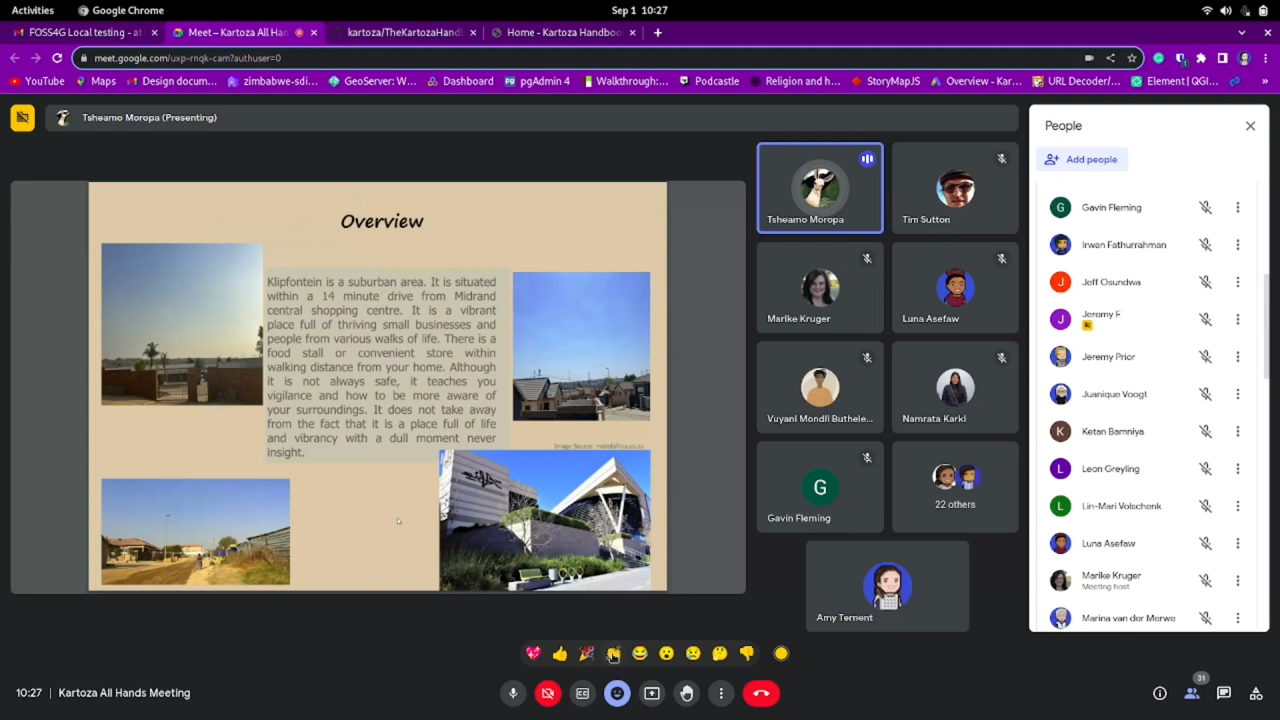 Activities
Google Chrome
Sep 1 10:27
FOSS4G Local testing - at
Meet – Kartoza All Han
kartoza/TheKartozaHandl
Home - Kartoza Handboo
meet.google.com/uxp-rnqk-cam?authuser=0
YouTube
Maps
Design docum...
zimbabwe-sdi...
GeoServer: W...
Dashboard
pgAdmin 4
Walkthrough:...
Podcastle
Religion and h...
StoryMapJS
Overview - Kar...
URL Decoder/...
Element | QGI...
Tsheamo Moropa (Presenting)
Overview
Klipfontein is a suburban area. It is situated
within a 14 minute drive from Midrand
central shopping centre. It is a vibrant
place full of thriving small businesses and
people from various walks of life. There is a
food stall or convenient store within
walking distance from your home. Although
it is not always safe, it teaches you
vigilance and how to be more aware of
your surroundings. It does not take away
from the fact that it is a place full of life
and vibrancy with a dull moment never
insight.
Image Source: mallofafrica.co.za
Tsheamo Moropa
Tim Sutton
Marike Kruger
Luna Asefaw
Vuyani Mondli Buthele...
Namrata Karki
G
Gavin Fleming
22 others
Amy Ternent
People
Add people
G
Gavin Fleming
Irwan Fathurrahman
J
Jeff Osundwa
J
Jeremy F
Jeremy Prior
Juanique Voogt
K
Ketan Bamniya
L
Leon Greyling
L
Lin-Mari Volschenk
Luna Asefaw
Marike Kruger
Meeting host
Marina van der Merwe
10:27 | Kartoza All Hands Meeting
31